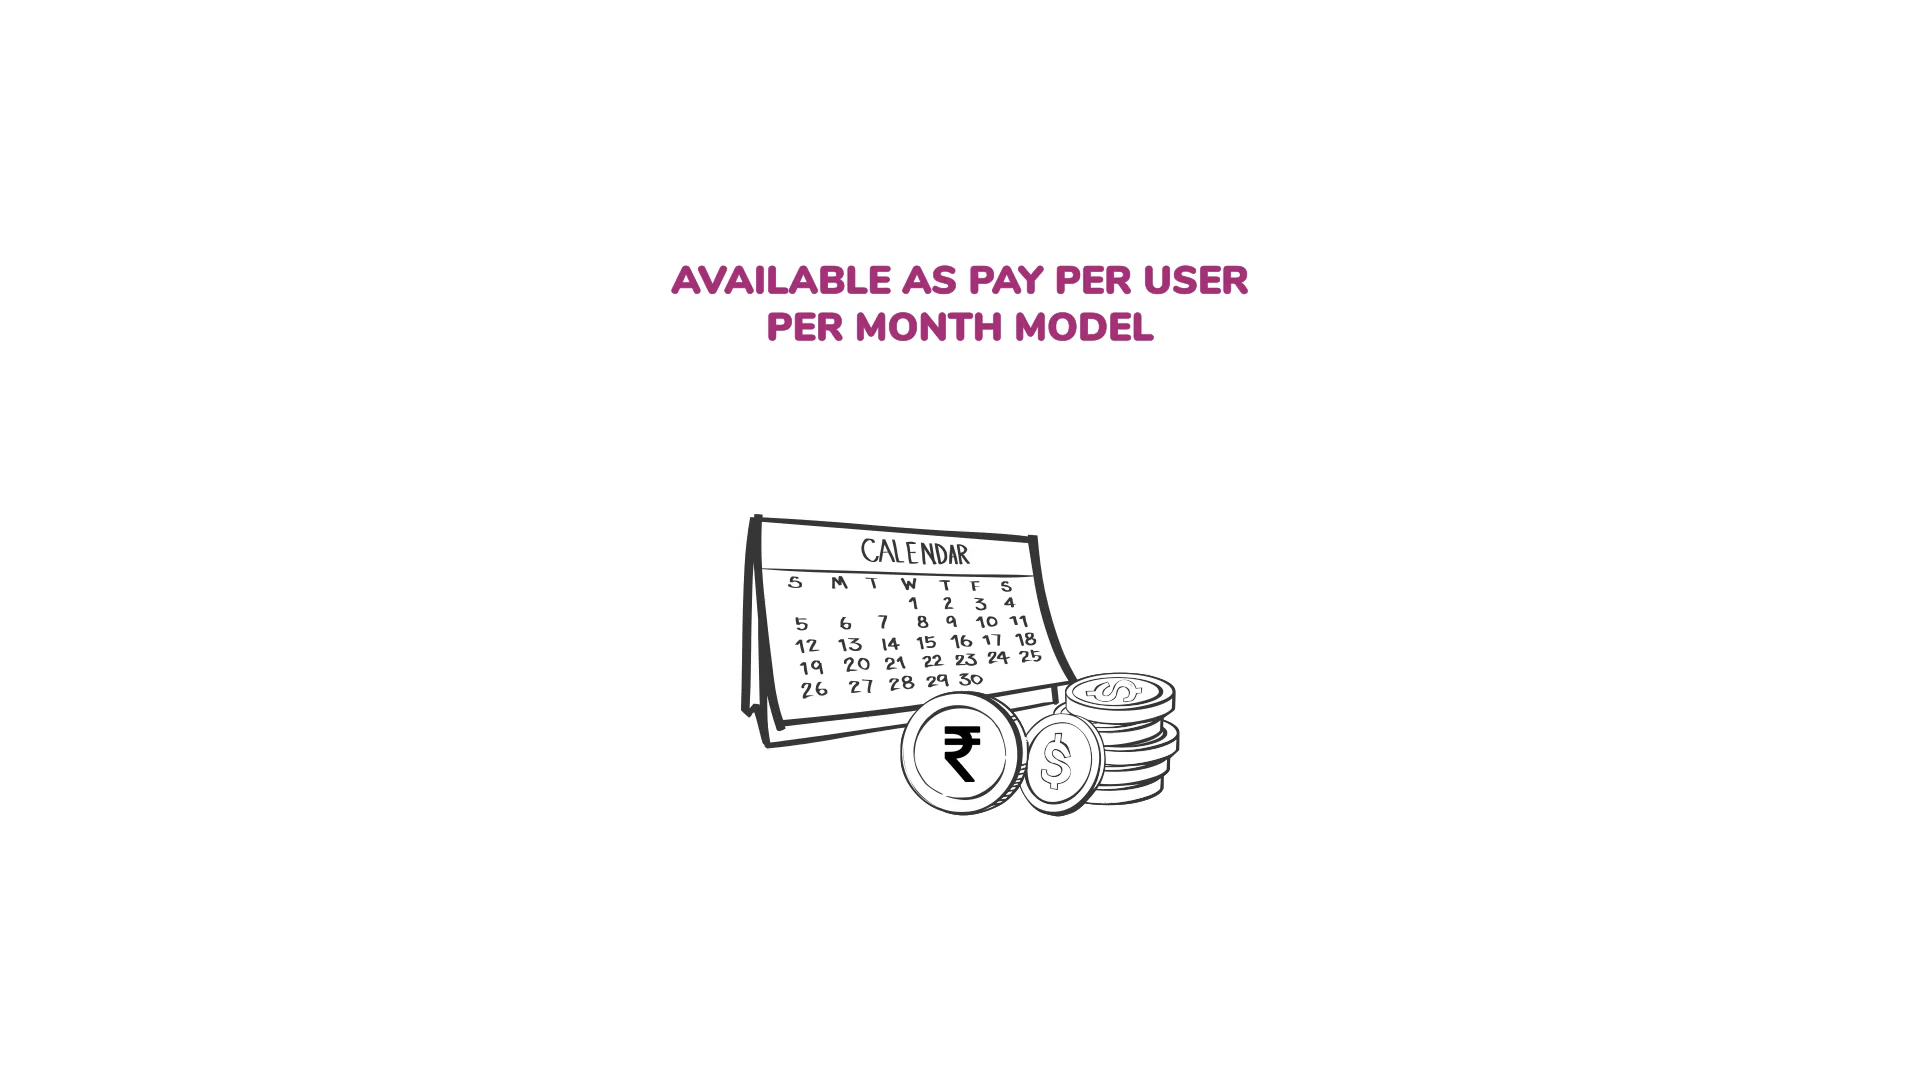 AVAILABLE AS PAY PER USER
PER MONTH MODEL
CALENDAR
S M T W T F S
1 2 3 4
5 6 7 8 9 10 11
12 13 14 15 16 17 18
19 20 21 22 23 24 25
26 27 28 29 30
$
₹ $